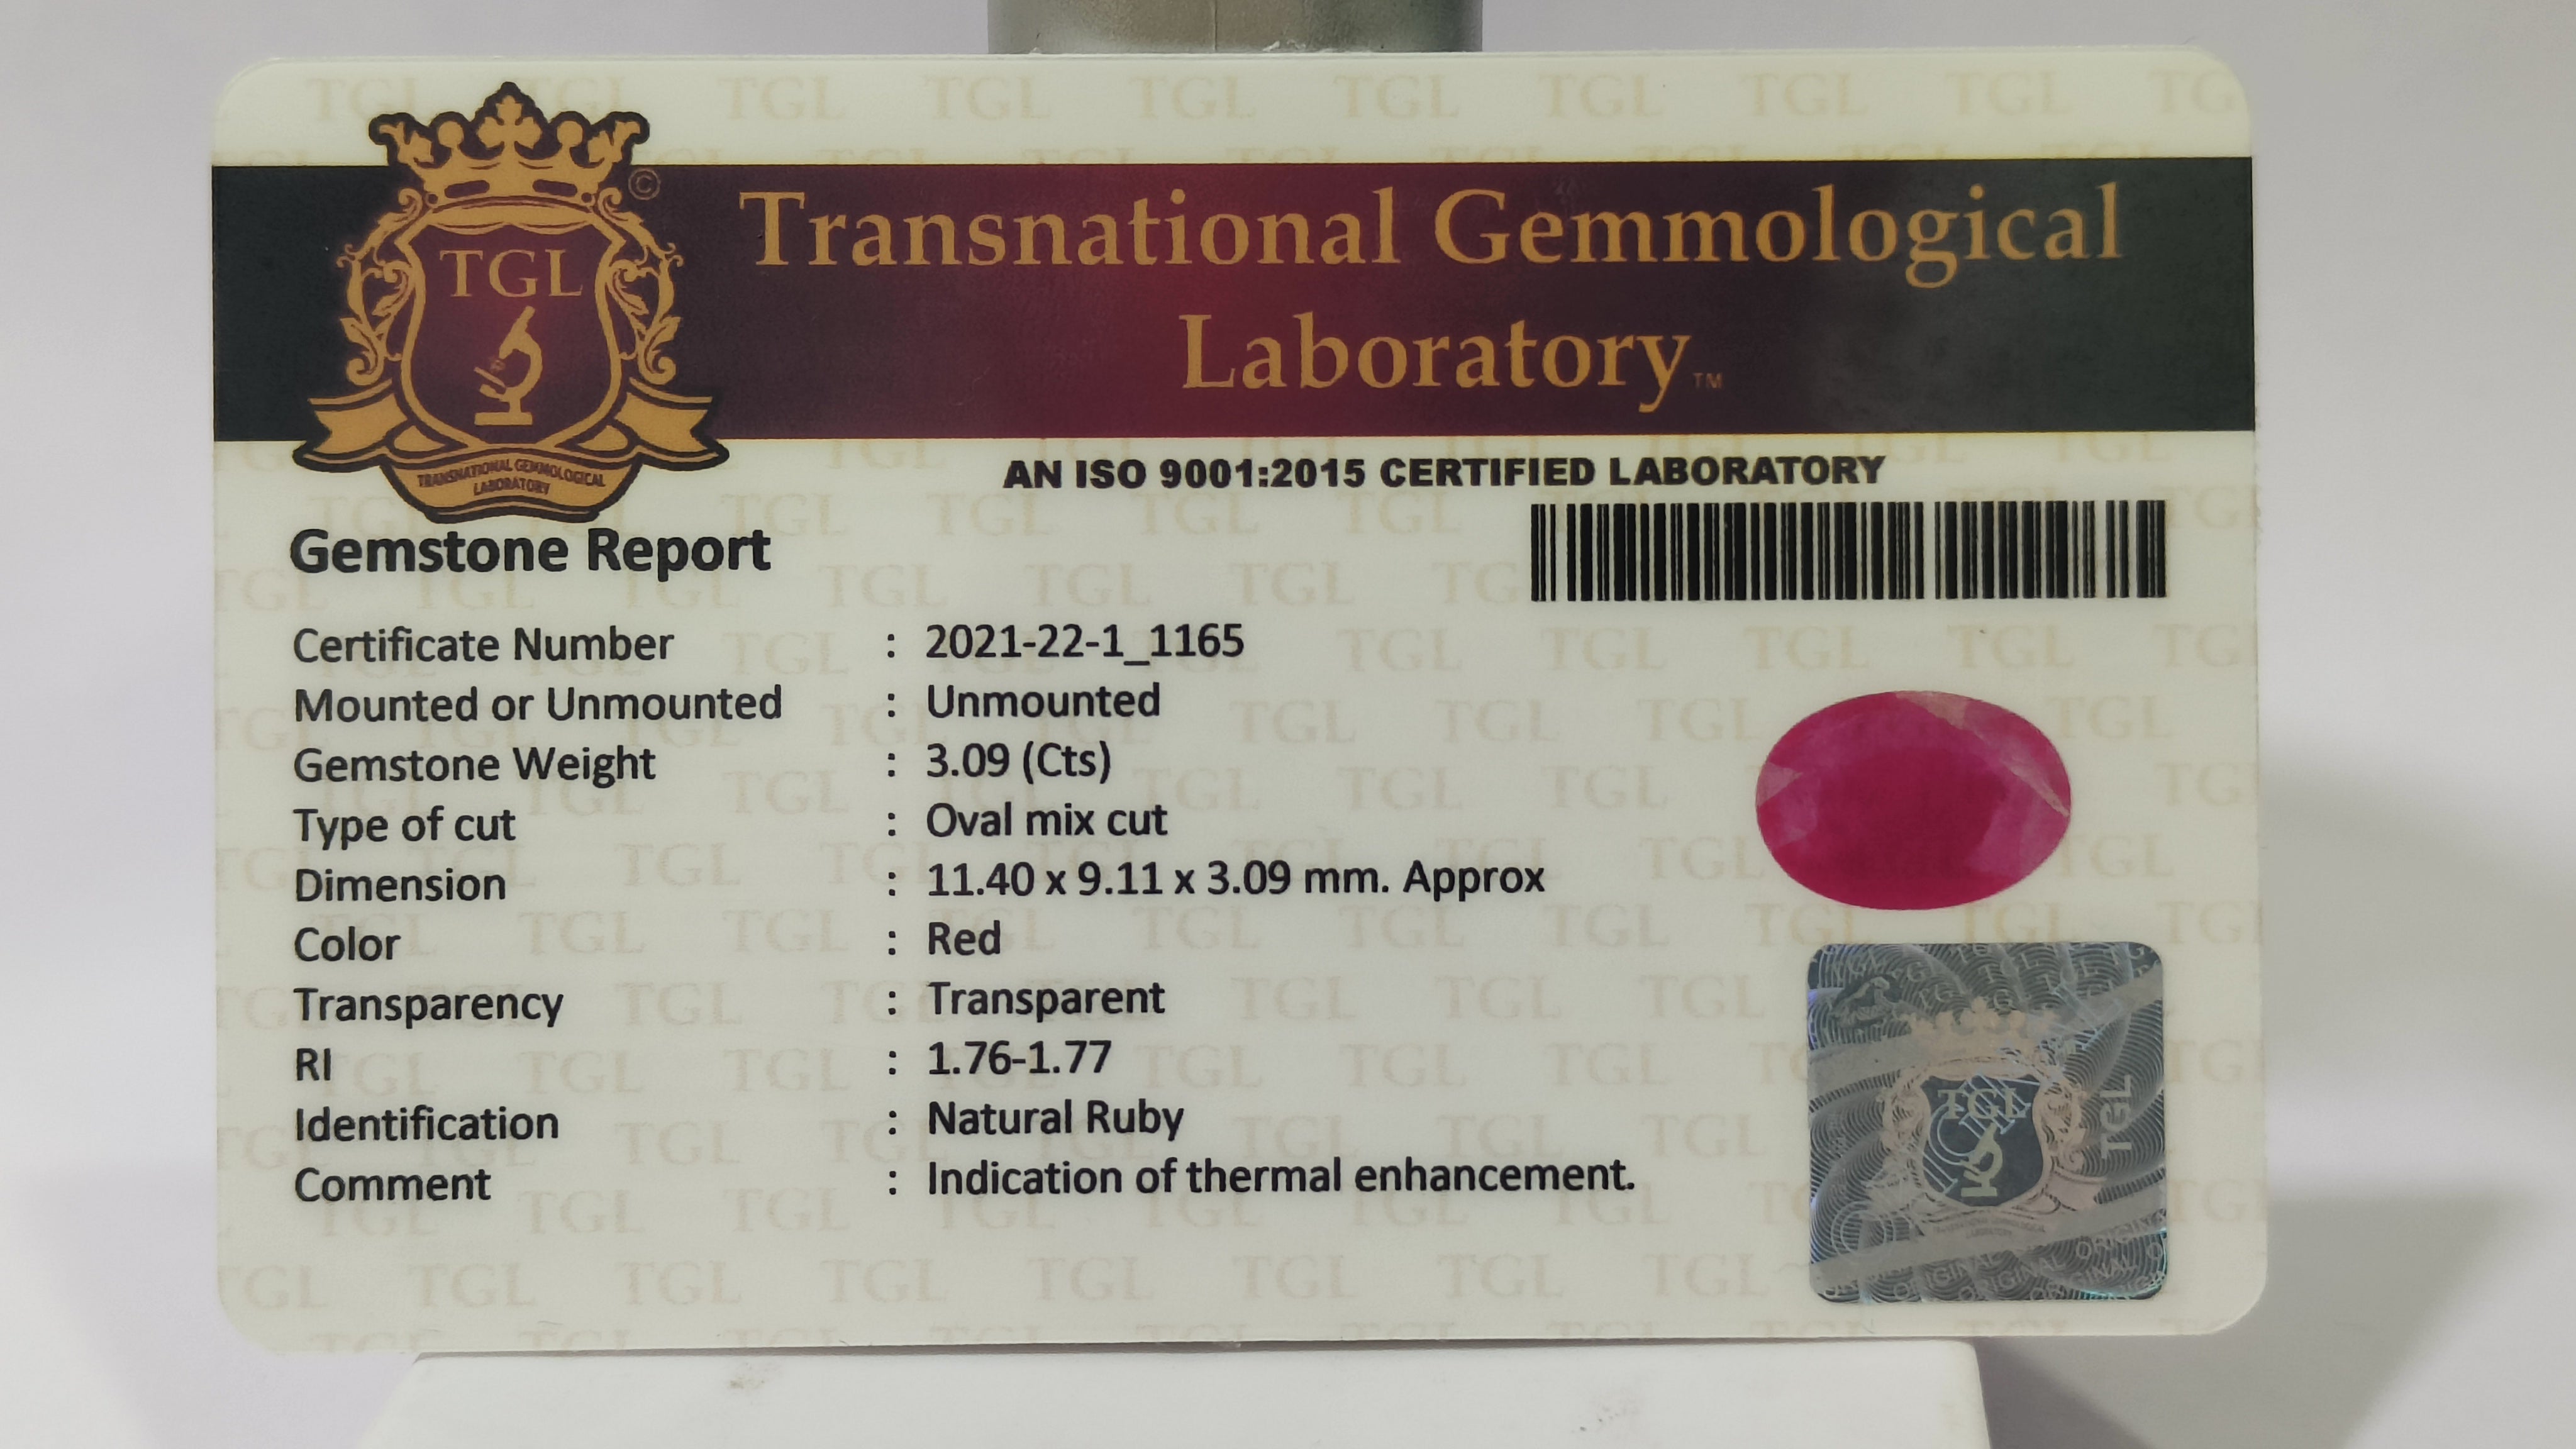 TGL
©
TRANSNATIONAL GEMMOLOGICAL
LABORATORY
Transnational Gemmological
Laboratory™
AN ISO 9001:2015 CERTIFIED LABORATORY
Gemstone Report
Certificate Number : 2021-22-1_1165
Mounted or Unmounted : Unmounted
Gemstone Weight : 3.09 (Cts)
Type of cut : Oval mix cut
Dimension : 11.40 x 9.11 x 3.09 mm. Approx
Color : Red
Transparency : Transparent
RI : 1.76-1.77
Identification : Natural Ruby
Comment : Indication of thermal enhancement.
TGL
TGL